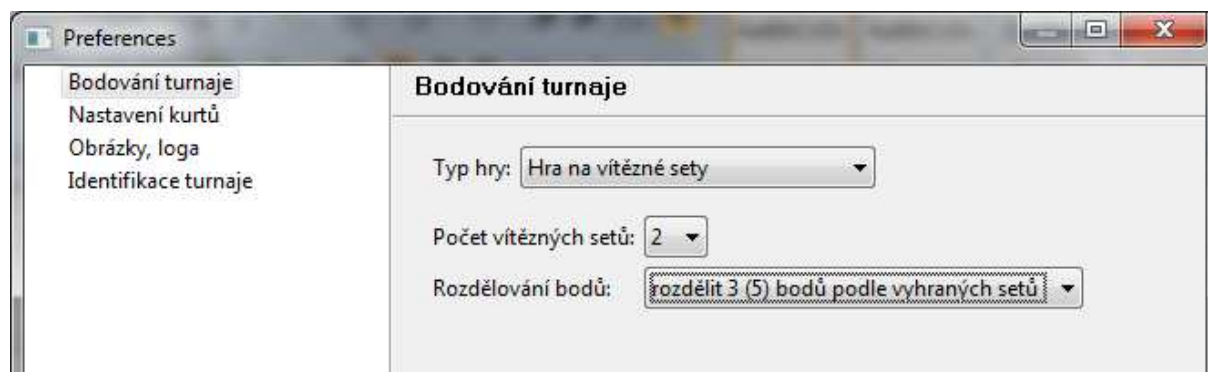 Preferences
Bodování turnaje
Nastavení kurtů
Obrázky, loga
Identifikace turnaje
Bodování turnaje
Typ hry: Hra na vítězné sety
Počet vítězných setů: 2
Rozdělování bodů: rozdělit 3 (5) bodů podle vyhraných setů